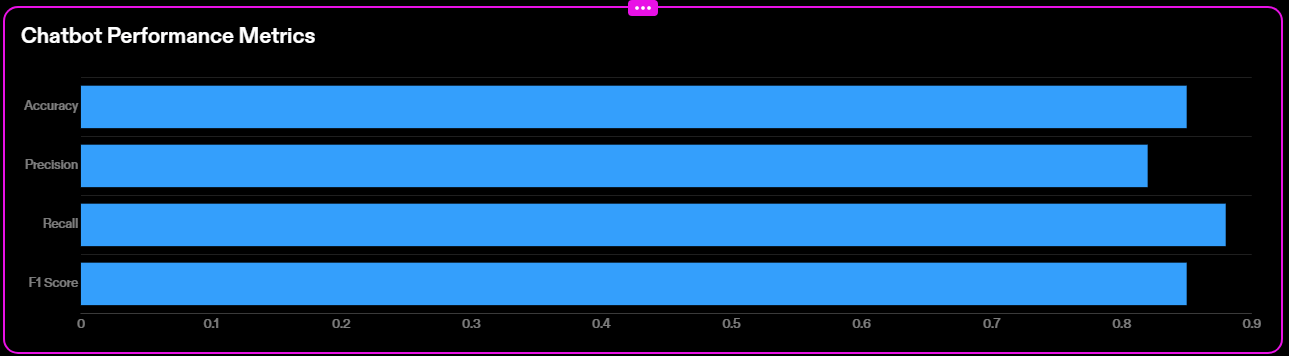 Chatbot Performance Metrics
Accuracy
Precision
Recall
F1 Score
0 0.1 0.2 0.3 0.4 0.5 0.6 0.7 0.8 0.9